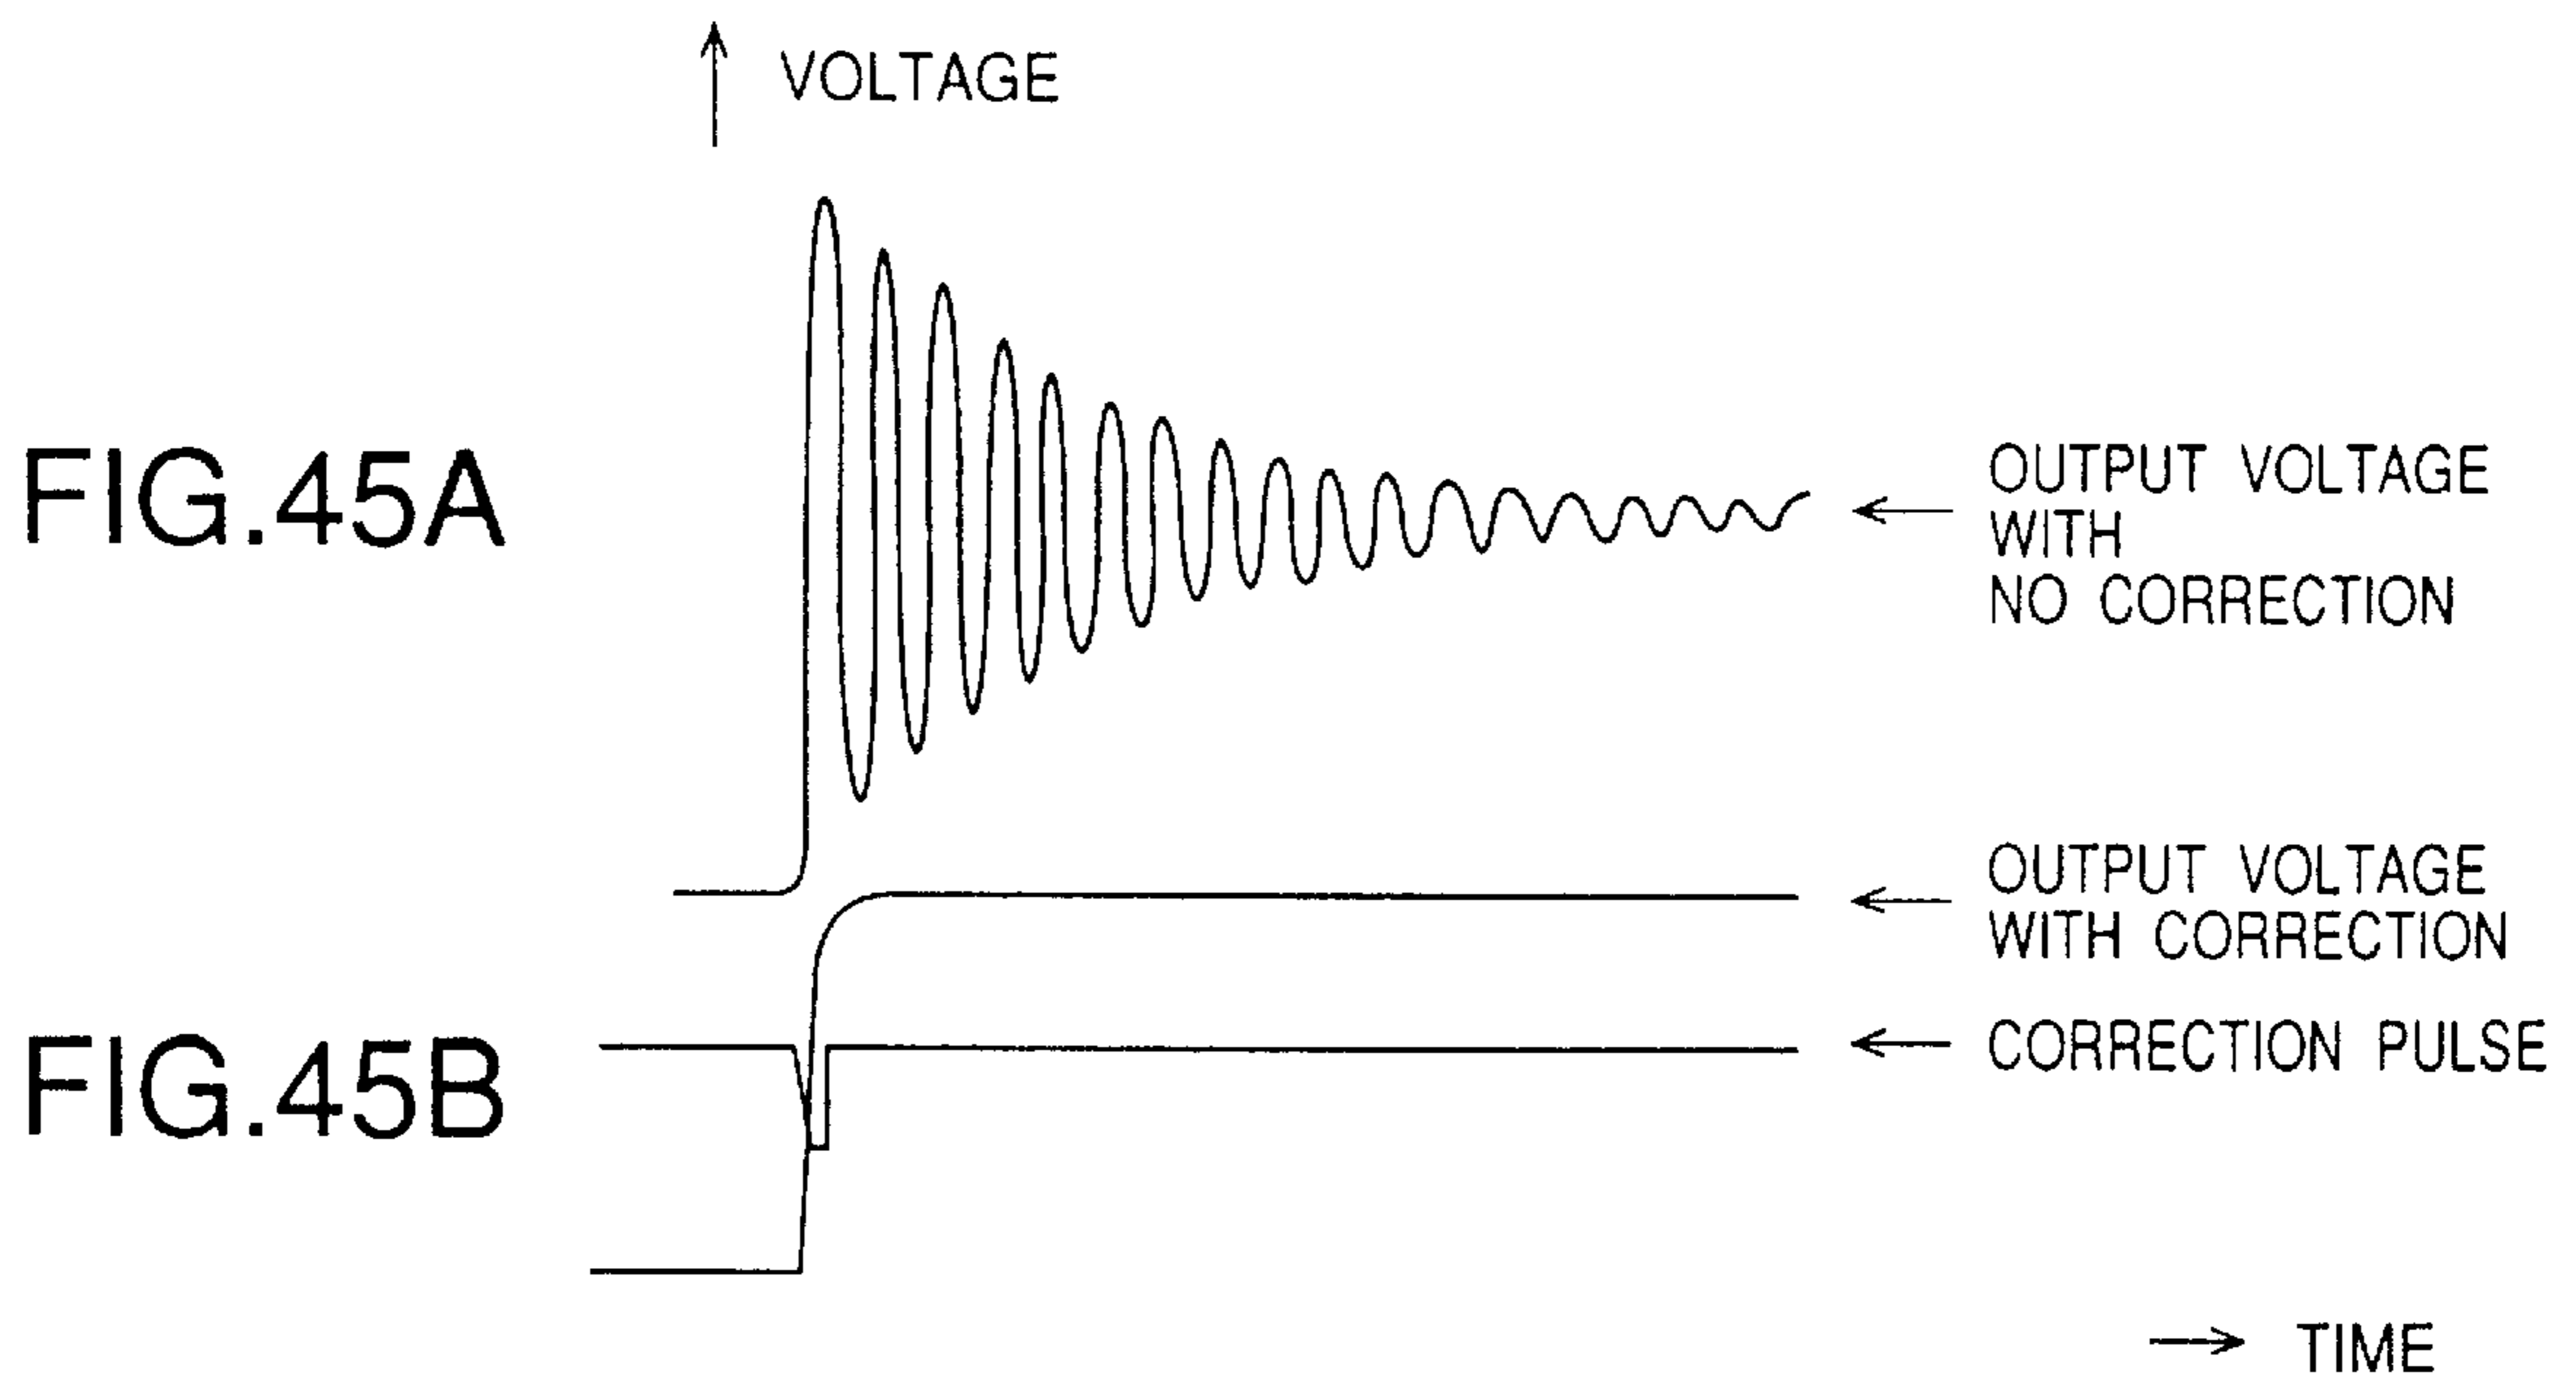 VOLTAGE
FIG.45A
OUTPUT VOLTAGE
WITH
NO CORRECTION
OUTPUT VOLTAGE
WITH CORRECTION
FIG.45B
CORRECTION PULSE
TIME